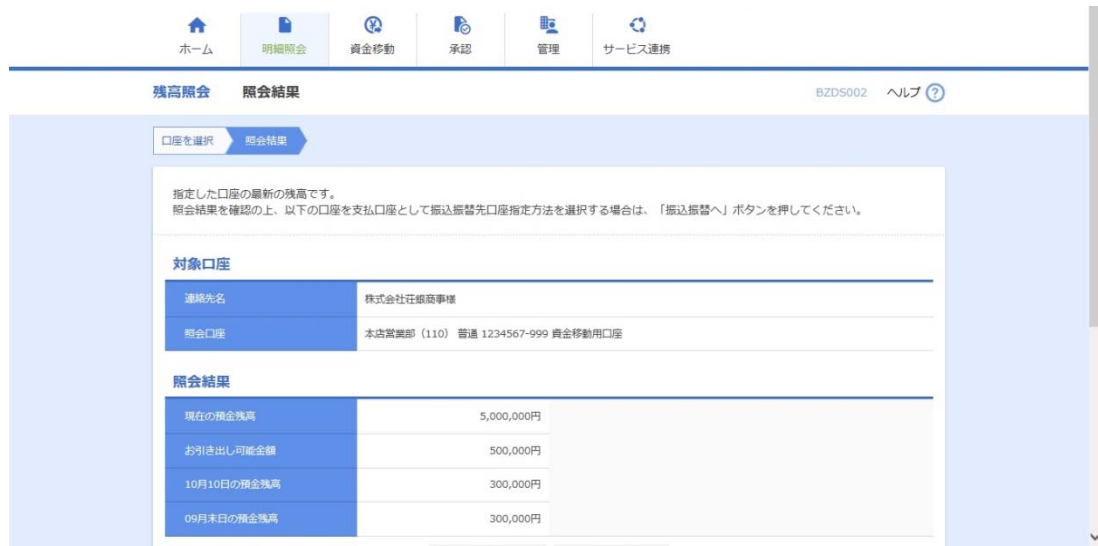 ホーム
明細照会
資金移動
承認
管理
サービス連携
残高照会 照会結果
BZDS002 ヘルプ ?
口座を選択 照会結果
指定した口座の最新の残高です。
照会結果を確認の上、以下の口座を支払口座として振込振替先口座指定方法を選択する場合は、「振込振替へ」ボタンを押してください。
対象口座
連絡先名 株式会社荘銀商事様
照会口座 本店営業部（110） 普通 1234567-999 資金移動用口座
照会結果
現在の預金残高 5,000,000円
お引き出し可能金額 500,000円
10月10日の預金残高 300,000円
09月末日の預金残高 300,000円